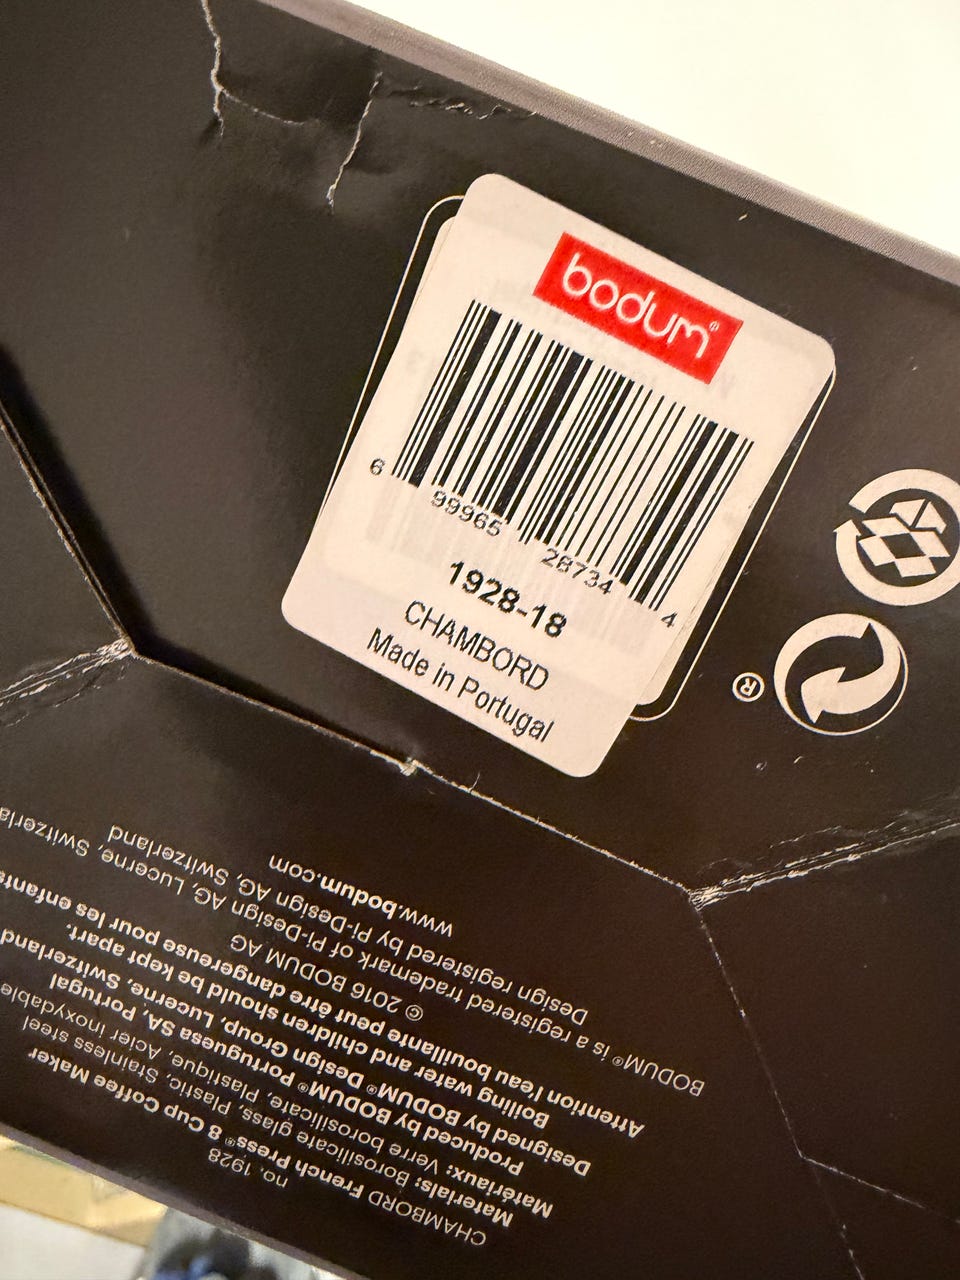 bodum®
6 99965 28734 4
1928-18
CHAMBORD
Made in Portugal
®
no. 1928
CHAMBORD French Press® 8 Cup Coffee Maker
Materials: Borosilicate glass, Plastic, Stainless steel
Matériaux: Verre borosilicate, Plastique, Acier inoxydable
Produced by BODUM® Portuguesa SA, Portugal
Designed by BODUM® Design Group, Lucerne, Switzerland
Boiling water and children should be kept apart.
Attention l'eau bouillante peut être dangereuse pour les enfants
© 2016 BODUM AG
BODUM® is a registered trademark of Pi-Design AG, Lucerne, Switzerla
Design registered by Pi-Design AG, Switzerland
www.bodum.com